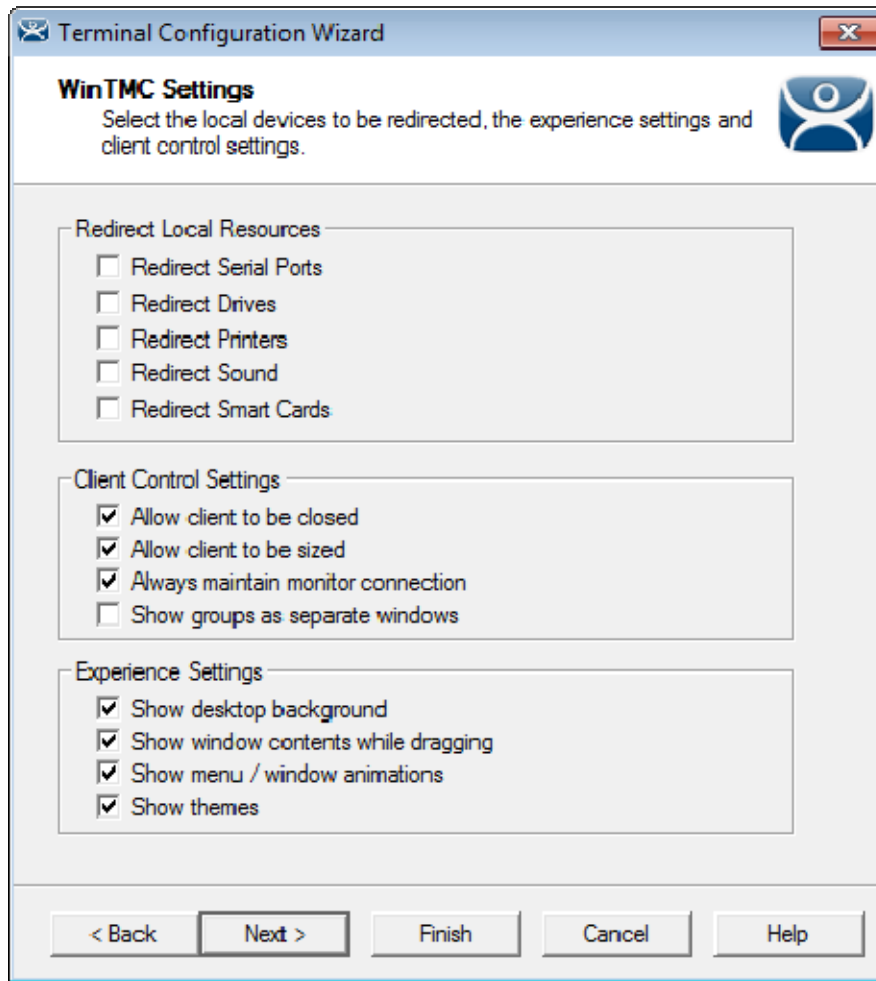 Terminal Configuration Wizard
WinTMC Settings
Select the local devices to be redirected, the experience settings and
client control settings.
Redirect Local Resources
Redirect Serial Ports
Redirect Drives
Redirect Printers
Redirect Sound
Redirect Smart Cards
Client Control Settings
Allow client to be closed
Allow client to be sized
Always maintain monitor connection
Show groups as separate windows
Experience Settings
Show desktop background
Show window contents while dragging
Show menu / window animations
Show themes
< Back Next > Finish Cancel Help